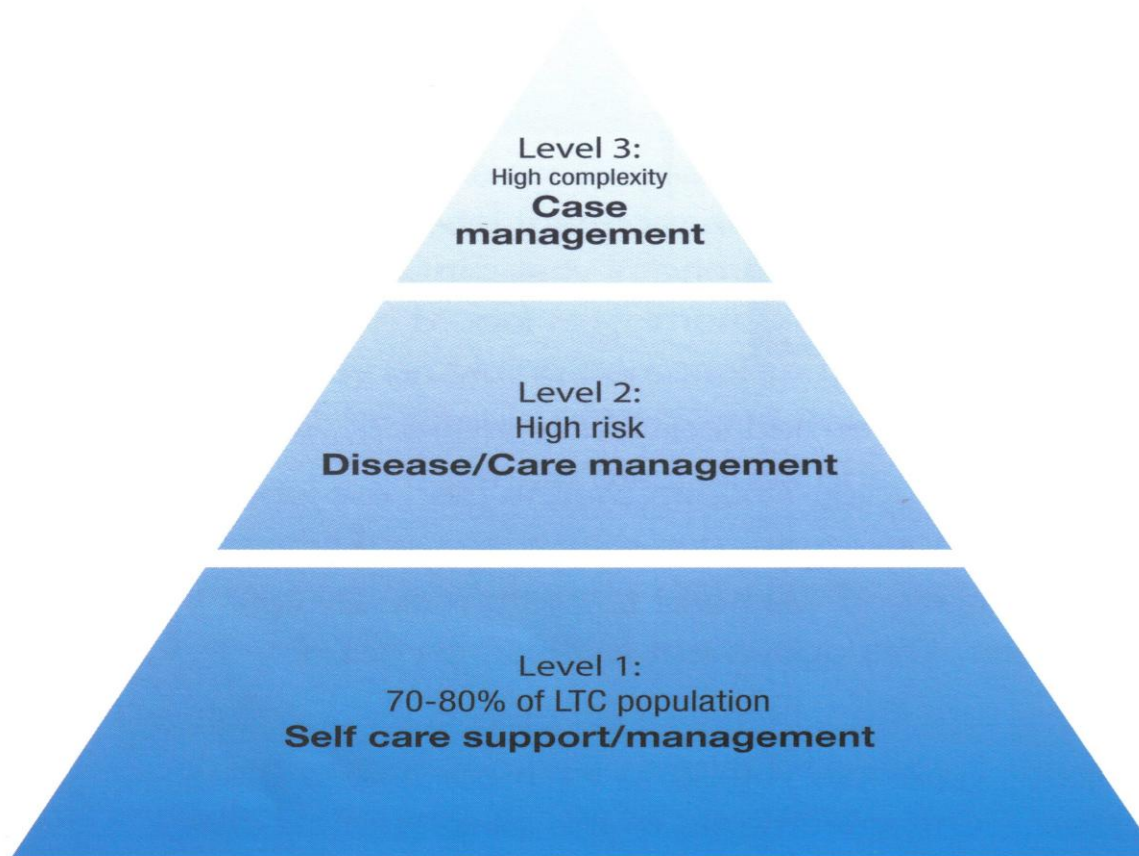 Level 3:
High complexity
Case
management
Level 2:
High risk
Disease/Care management
Level 1:
70-80% of LTC population
Self care support/management